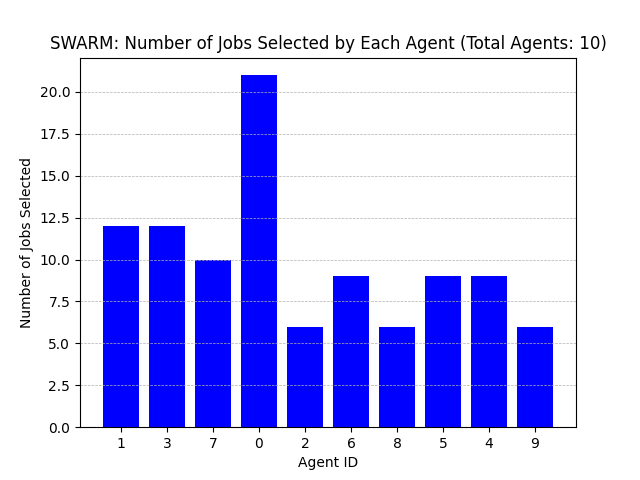 SWARM: Number of Jobs Selected by Each Agent (Total Agents: 10)
Number of Jobs Selected
20.0
17.5
15.0
12.5
10.0
7.5
5.0
2.5
0.0
1 3 7 0 2 6 8 5 4 9
Agent ID